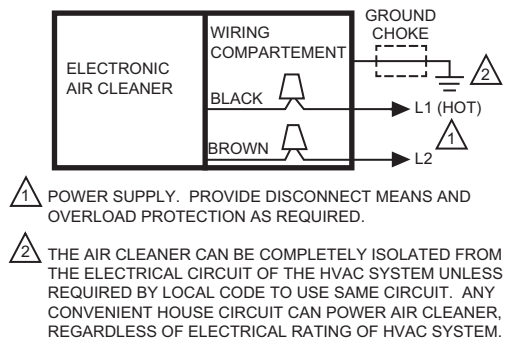 GROUND
CHOKE
WIRING
COMPARTEMENT
ELECTRONIC
AIR CLEANER
2
BLACK
L1 (HOT)
1
BROWN
L2
1 POWER SUPPLY. PROVIDE DISCONNECT MEANS AND
OVERLOAD PROTECTION AS REQUIRED.
2 THE AIR CLEANER CAN BE COMPLETELY ISOLATED FROM
THE ELECTRICAL CIRCUIT OF THE HVAC SYSTEM UNLESS
REQUIRED BY LOCAL CODE TO USE SAME CIRCUIT. ANY
CONVENIENT HOUSE CIRCUIT CAN POWER AIR CLEANER,
REGARDLESS OF ELECTRICAL RATING OF HVAC SYSTEM.